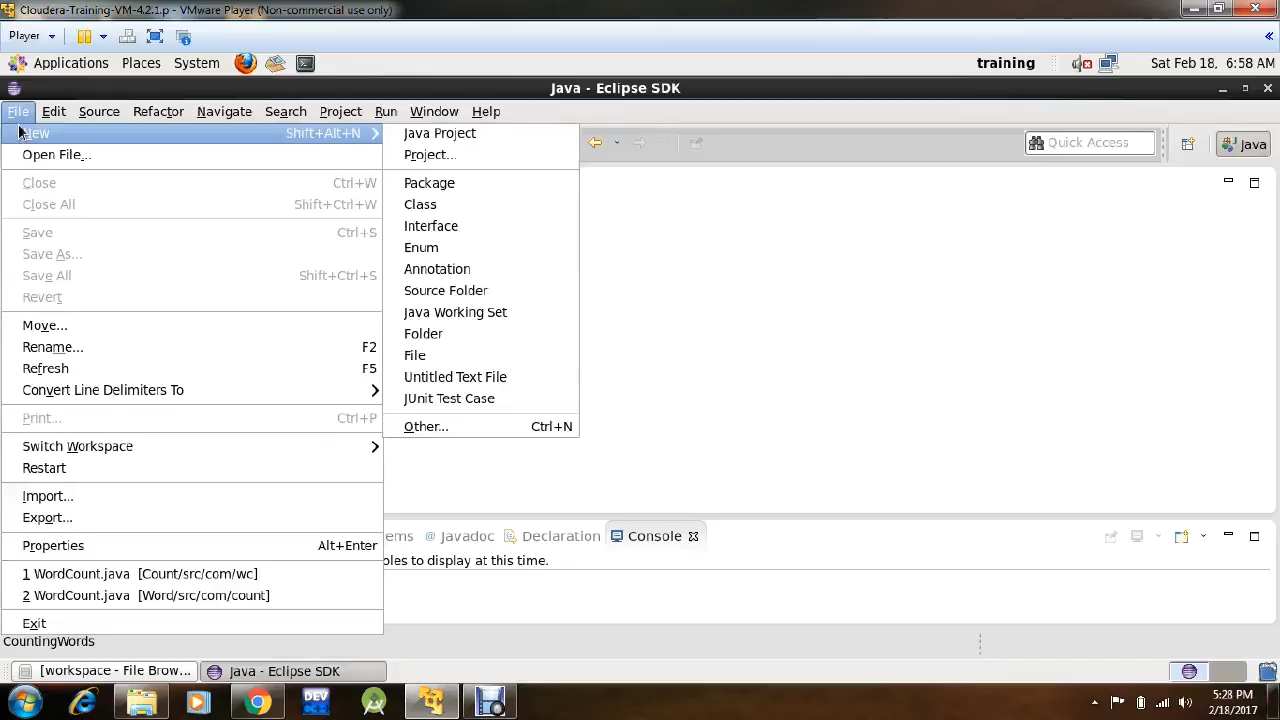 Cloudera-Training-VM-4.2.1.p - VMware Player (Non-commercial use only)
Player
Applications Places System training Sat Feb 18, 6:58 AM
Java - Eclipse SDK
File Edit Source Refactor Navigate Search Project Run Window Help
New Shift+Alt+N
Open File...
Close Ctrl+W
Close All Shift+Ctrl+W
Save Ctrl+S
Save As...
Save All Shift+Ctrl+S
Revert
Move...
Rename... F2
Refresh F5
Convert Line Delimiters To
Print... Ctrl+P
Switch Workspace
Restart
Import...
Export...
Properties Alt+Enter
1 WordCount.java [Count/src/com/wc]
2 WordCount.java [Word/src/com/count]
Exit
Java Project
Project...
Package
Class
Interface
Enum
Annotation
Source Folder
Java Working Set
Folder
File
Untitled Text File
JUnit Test Case
Other... Ctrl+N
Quick Access Java
ems @ Javadoc Declaration Console
oles to display at this time.
CountingWords
[workspace - File Brow... Java - Eclipse SDK
DEV
5:28 PM
2/18/2017